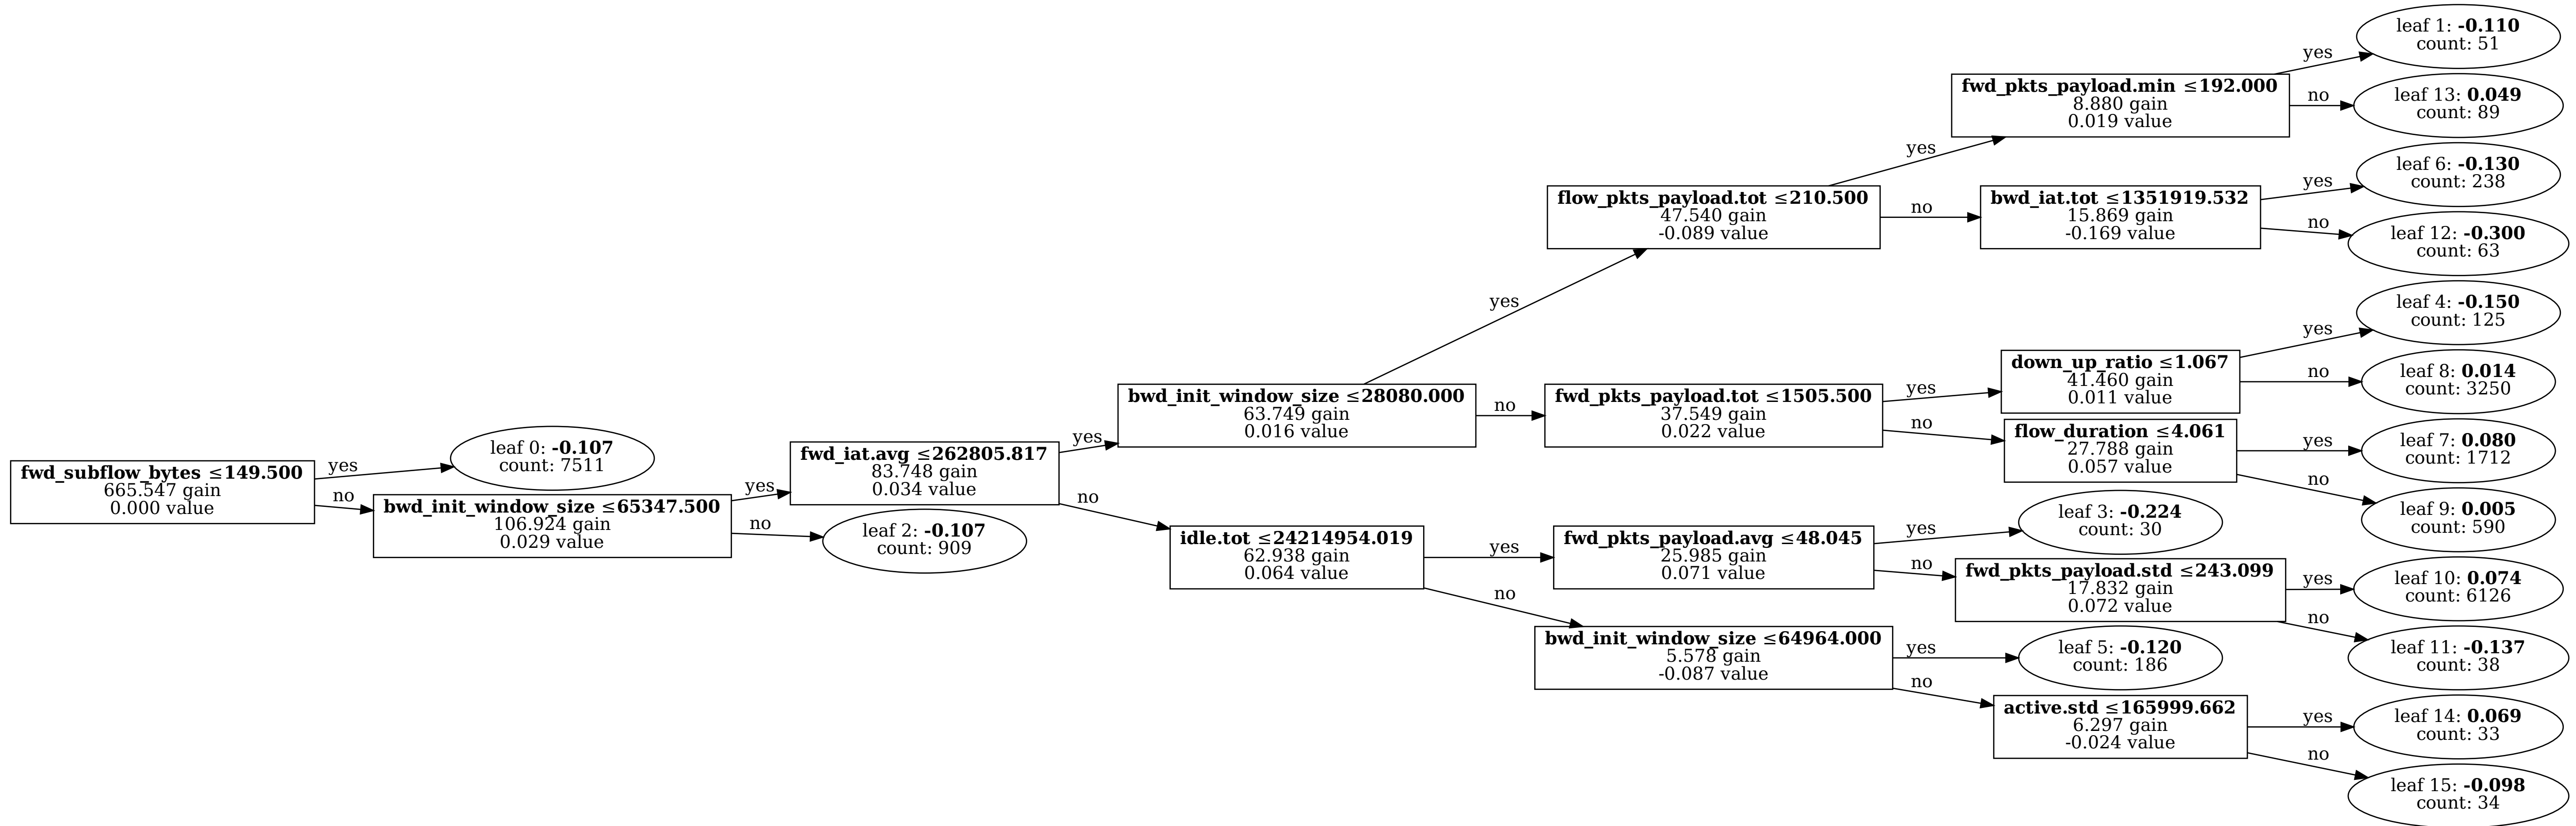 fwd_subflow_bytes ≤149.500
665.547 gain
0.000 value
yes
no
leaf 0: -0.107
count: 7511
bwd_init_window_size ≤65347.500
106.924 gain
0.029 value
yes
no
fwd_iat.avg ≤262805.817
83.748 gain
0.034 value
leaf 2: -0.107
count: 909
yes
no
bwd_init_window_size ≤28080.000
63.749 gain
0.016 value
idle.tot ≤24214954.019
62.938 gain
0.064 value
yes
no
yes
no
flow_pkts_payload.tot ≤210.500
47.540 gain
-0.089 value
fwd_pkts_payload.tot ≤1505.500
37.549 gain
0.022 value
fwd_pkts_payload.avg ≤48.045
25.985 gain
0.071 value
bwd_init_window_size ≤64964.000
5.578 gain
-0.087 value
yes
no
yes
no
yes
no
yes
no
fwd_pkts_payload.min ≤192.000
8.880 gain
0.019 value
bwd_iat.tot ≤1351919.532
15.869 gain
-0.169 value
down_up_ratio ≤1.067
41.460 gain
0.011 value
flow_duration ≤4.061
27.788 gain
0.057 value
leaf 3: -0.224
count: 30
fwd_pkts_payload.std ≤243.099
17.832 gain
0.072 value
leaf 5: -0.120
count: 186
active.std ≤165999.662
6.297 gain
-0.024 value
yes
no
yes
no
yes
no
yes
no
yes
no
yes
no
leaf 1: -0.110
count: 51
leaf 13: 0.049
count: 89
leaf 6: -0.130
count: 238
leaf 12: -0.300
count: 63
leaf 4: -0.150
count: 125
leaf 8: 0.014
count: 3250
leaf 7: 0.080
count: 1712
leaf 9: 0.005
count: 590
leaf 10: 0.074
count: 6126
leaf 11: -0.137
count: 38
leaf 14: 0.069
count: 33
leaf 15: -0.098
count: 34